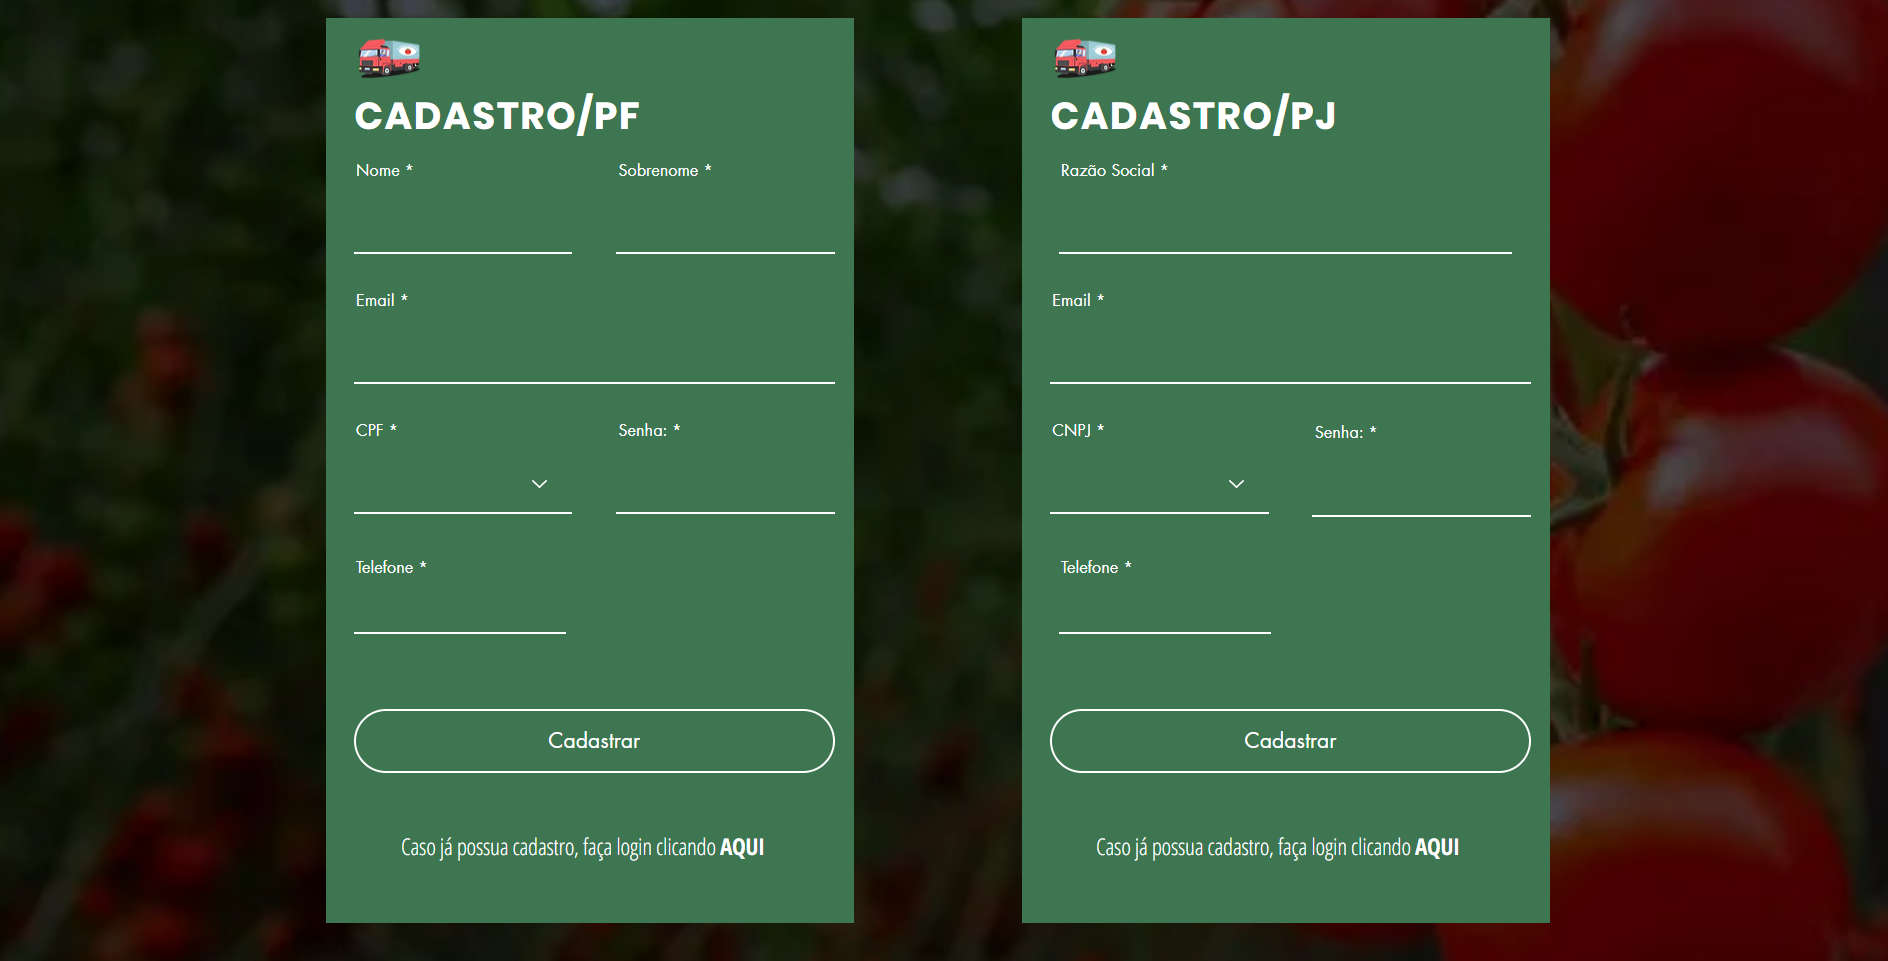 CADASTRO/PF
Nome *
Sobrenome *
Email *
CPF *
Senha: *
Telefone *
Cadastrar
Caso já possua cadastro, faça login clicando AQUI
CADASTRO/PJ
Razão Social *
Email *
CNPJ *
Senha: *
Telefone *
Cadastrar
Caso já possua cadastro, faça login clicando AQUI